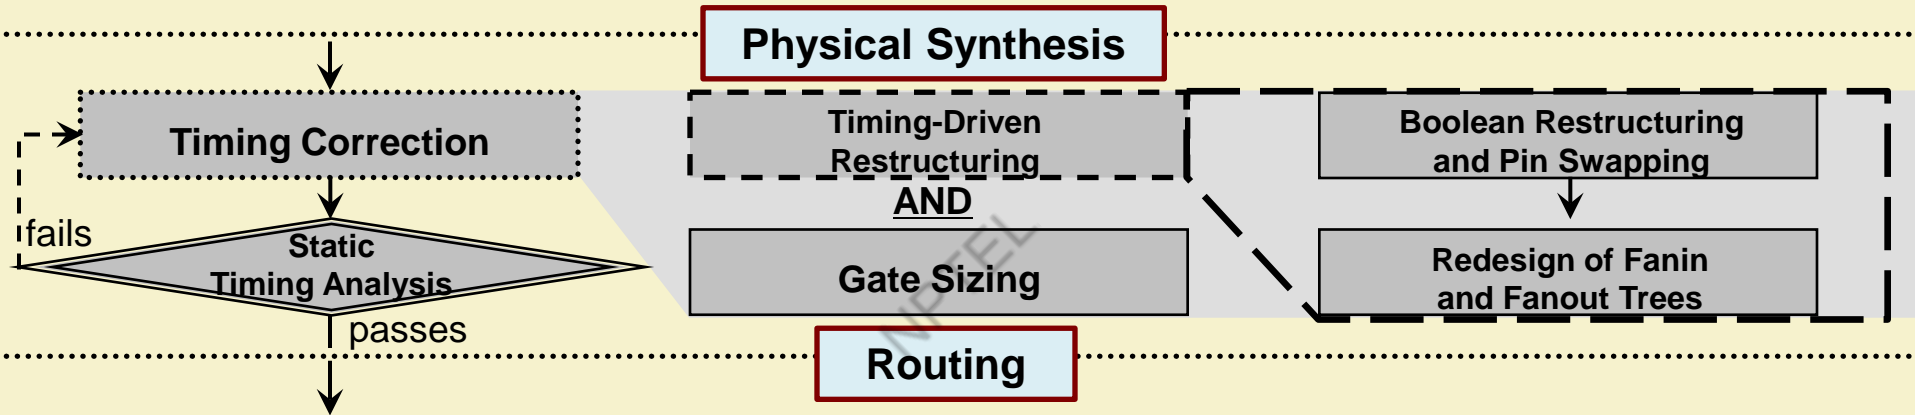 Physical Synthesis
Timing Correction
Timing-Driven
Restructuring
AND
Gate Sizing
Boolean Restructuring
and Pin Swapping
Redesign of Fanin
and Fanout Trees
fails
Static
Timing Analysis
passes
NPTEL
Routing